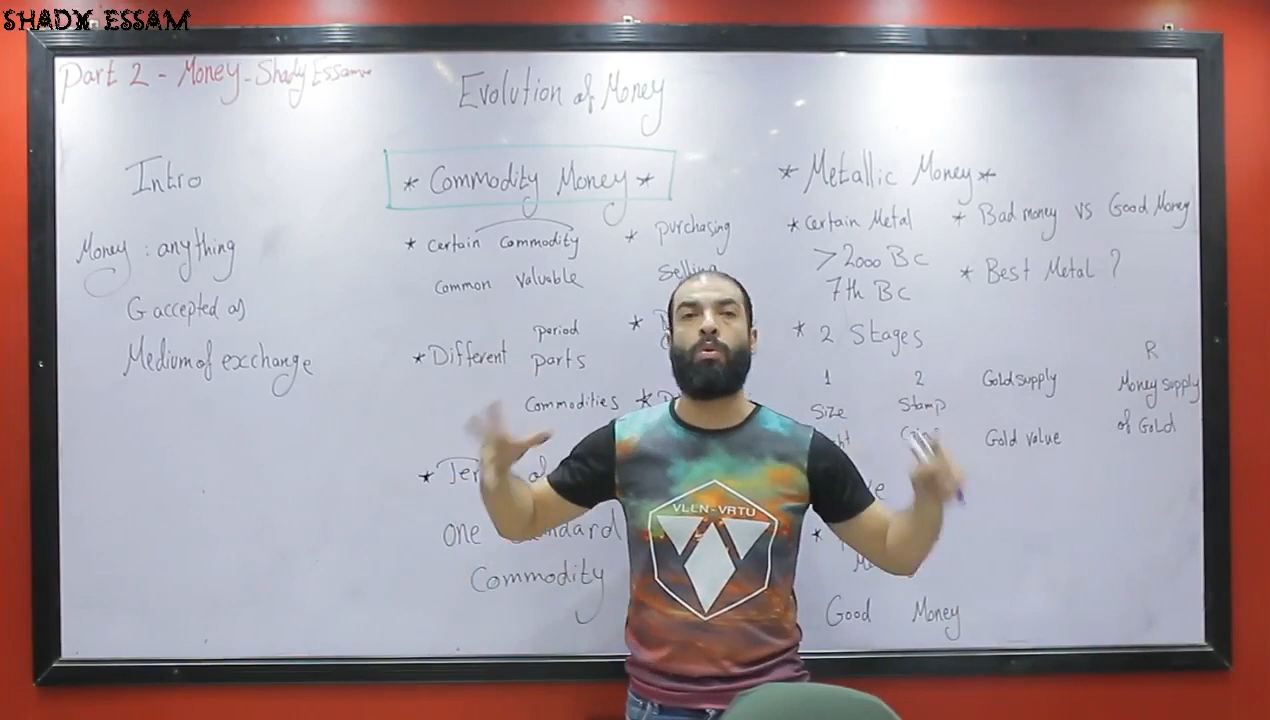 SHADX ESSAM
Part 2 - Money - Shady Essam
Evolution of Money
Intro
Money : anything
G accepted as
Medium of exchange
* Commodity Money *
* Certain Commodity
Common Valuable
* Different
period
parts
Commodities
*
one
Commodity
* purchasing
Selling
*
*
* Metallic Money *
* Certain Metal
> 2000 BC
7th BC
* 2 Stages
1 2
Size Stamp
*
Good Money
* Bad money vs Good Money
* Best Metal ?
R
Gold supply Money supply
Gold value of Gold
VLLN-VRTU